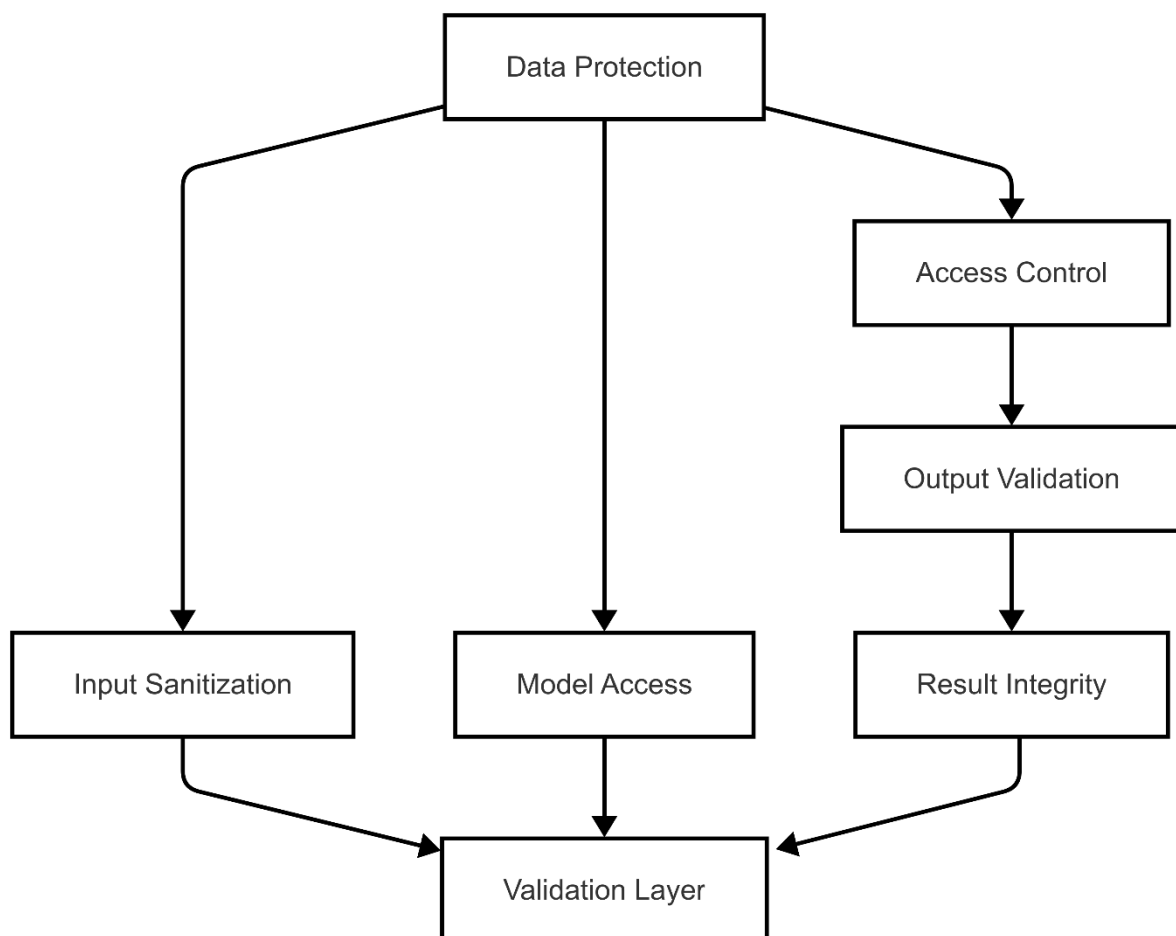 Data Protection
Access Control
Output Validation
Input Sanitization
Model Access
Result Integrity
Validation Layer